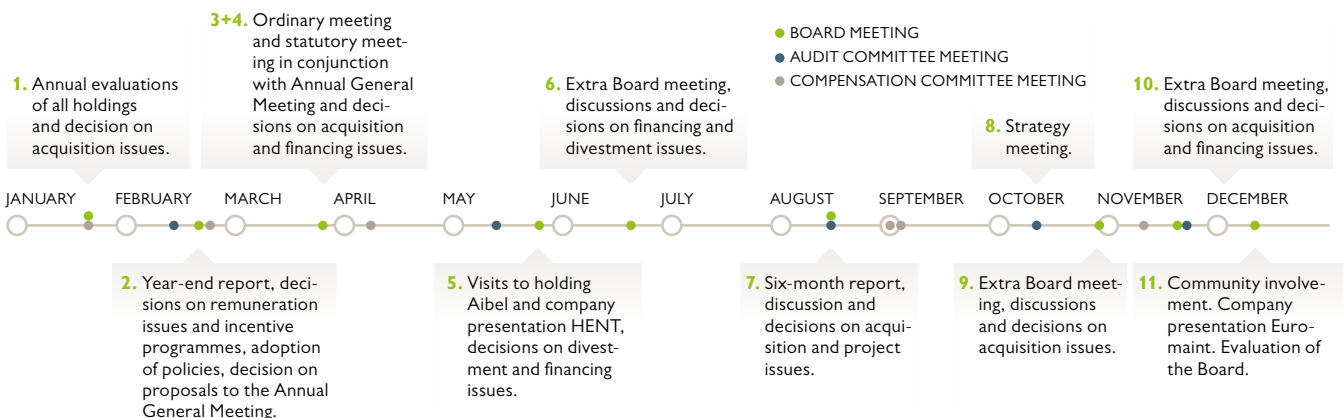 3+4. Ordinary meeting
and statutory meet-
ing in conjunction
with Annual General
Meeting and deci-
sions on acquisition
and financing issues.
BOARD MEETING
AUDIT COMMITTEE MEETING
COMPENSATION COMMITTEE MEETING
1. Annual evaluations
of all holdings
and decision on
acquisition issues.
6. Extra Board meeting,
discussions and deci-
sions on financing and
divestment issues.
8. Strategy
meeting.
10. Extra Board meeting,
discussions and deci-
sions on acquisition
and financing issues.
JANUARY FEBRUARY MARCH APRIL MAY JUNE JULY AUGUST SEPTEMBER OCTOBER NOVEMBER DECEMBER
2. Year-end report, deci-
sions on remuneration
issues and incentive
programmes, adoption
of policies, decision on
proposals to the Annual
General Meeting.
5. Visits to holding
Aibel and company
presentation HENT,
decisions on divest-
ment and financing
issues.
7. Six-month report,
discussion and
decisions on acqui-
sition and project
issues.
9. Extra Board meet-
ing, discussions
and decisions on
acquisition issues.
11. Community involve-
ment. Company
presentation Euro-
maint. Evaluation of
the Board.